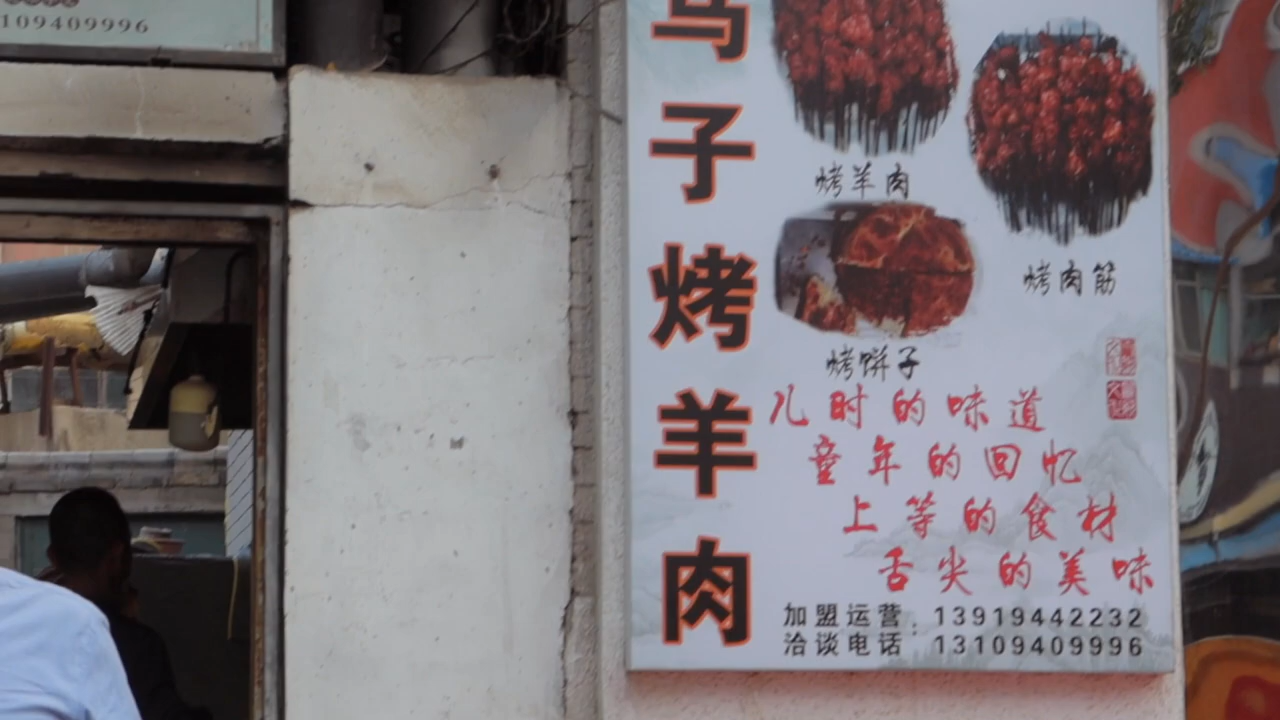 109409996
马子烤羊肉
烤羊肉
烤肉筋
烤饼子
儿时的味道
童年的回忆
上等的食材
舌尖的美味
加盟运营
洽谈电话:
13919442232
13109409996